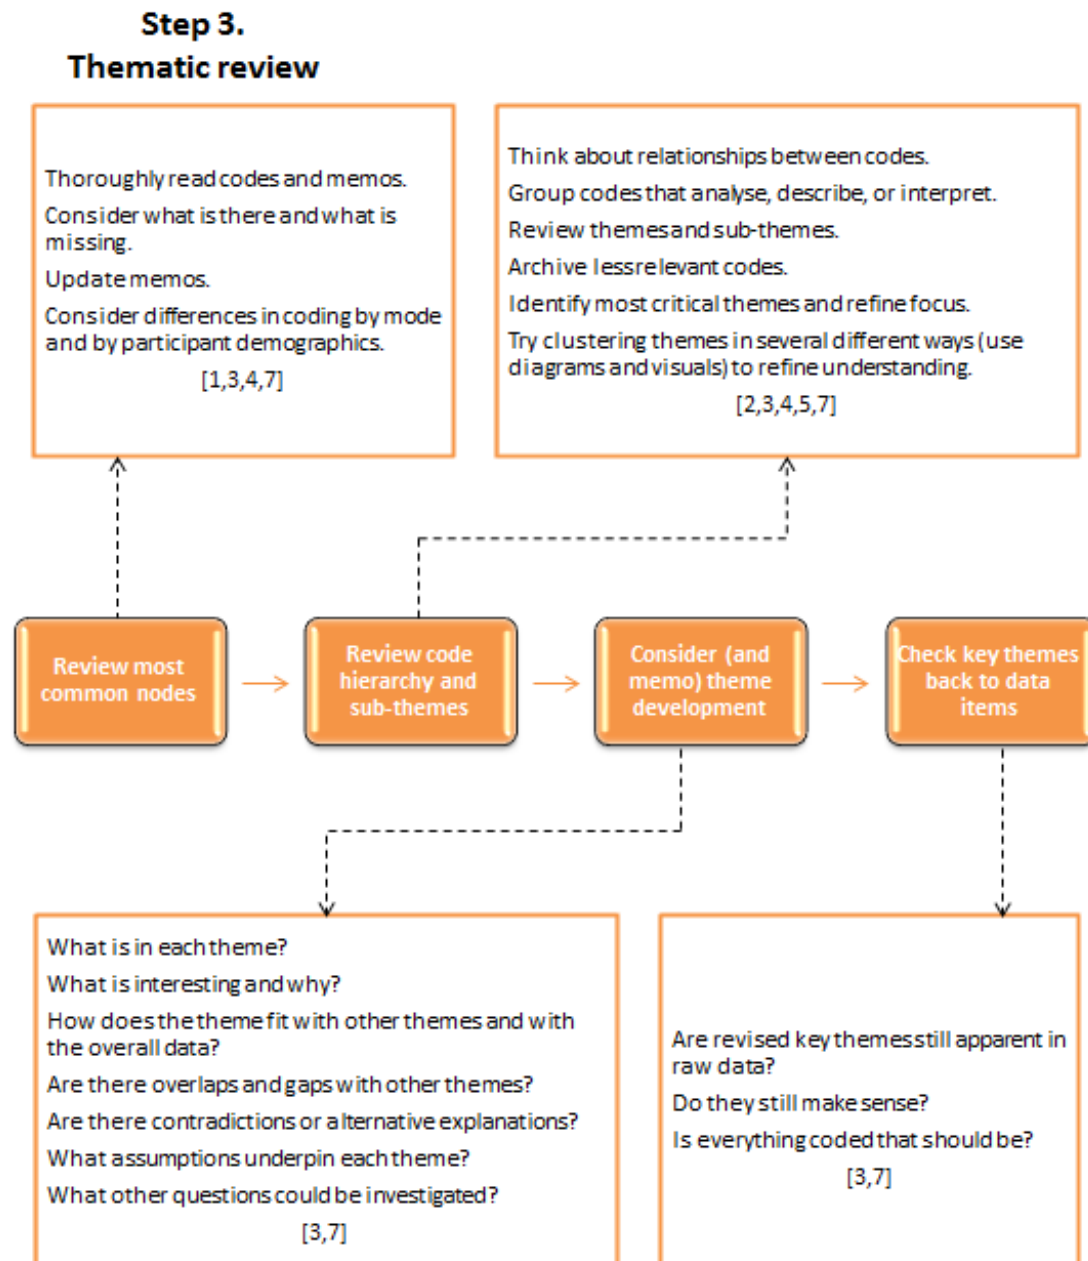 Step 3.
Thematic review
Thoroughly read codes and memos.
Consider what is there and what is
missing.
Update memos.
Consider differences in coding by mode
and by participant demographics.
[1,3,4,7]
Think about relationships between codes.
Group codes that analyse, describe, or interpret.
Review themes and sub-themes.
Archive less relevant codes.
Identify most critical themes and refine focus.
Try clustering themes in several different ways (use
diagrams and visuals) to refine understanding.
[2,3,4,5,7]
Review most
common nodes
Review code
hierarchy and
sub-themes
Consider (and
memo) theme
development
Check key themes
back to data
items
What is in each theme?
What is interesting and why?
How does the theme fit with other themes and with
the overall data?
Are there overlaps and gaps with other themes?
Are there contradictions or alternative explanations?
What assumptions underpin each theme?
What other questions could be investigated?
[3,7]
Are revised key themes still apparent in
raw data?
Do they still make sense?
Is everything coded that should be?
[3,7]